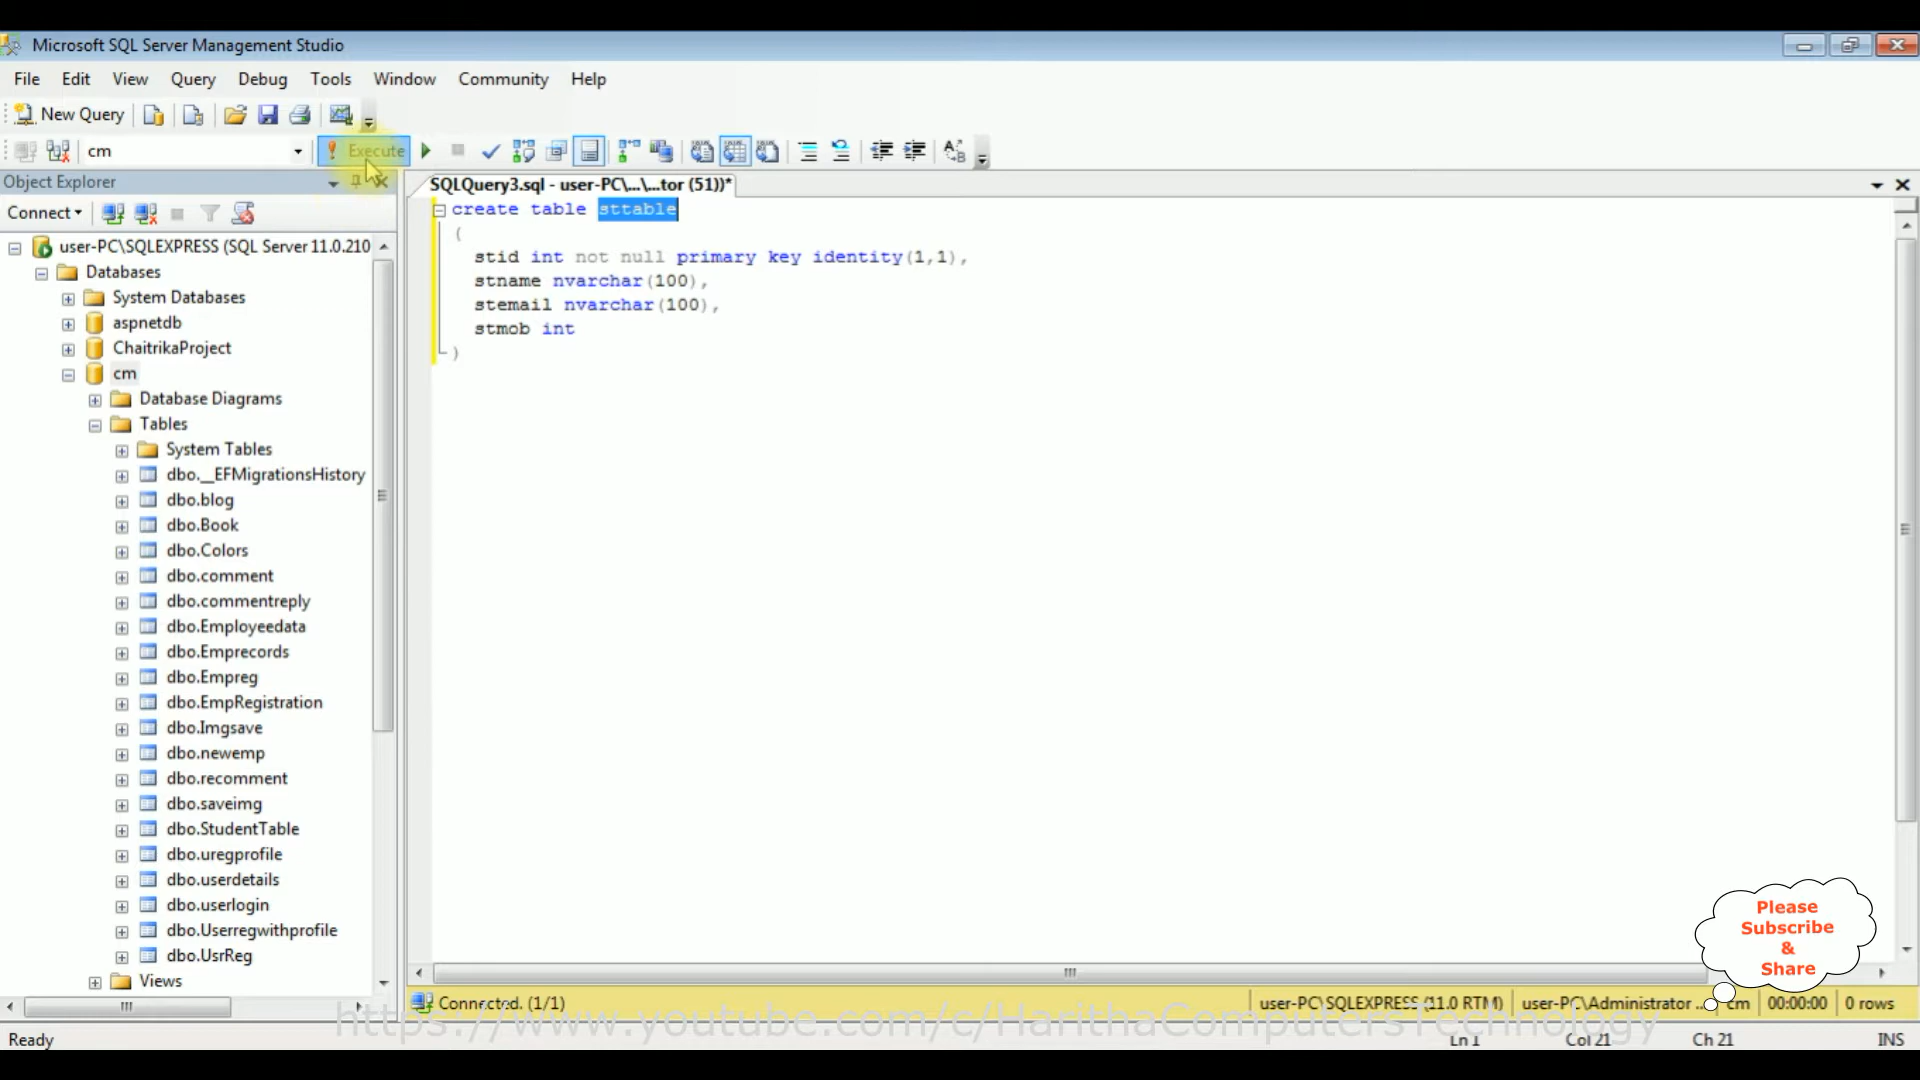 Microsoft SQL Server Management Studio
File Edit View Query Debug Tools Window Community Help
New Query
cm Execute
Object Explorer
SQLQuery3.sql - user-PC\...\...tor (51))*
Connect
user-PC\SQLEXPRESS (SQL Server 11.0.210
Databases
System Databases
aspnetdb
ChaitrikaProject
cm
Database Diagrams
Tables
System Tables
dbo.__EFMigrationsHistory
dbo.blog
dbo.Book
dbo.Colors
dbo.comment
dbo.commentreply
dbo.Employeedata
dbo.Emprecords
dbo.Empreg
dbo.EmpRegistration
dbo.Imgsave
dbo.newemp
dbo.recomment
dbo.saveimg
dbo.StudentTable
dbo.uregprofile
dbo.userdetails
dbo.userlogin
dbo.Userregwithprofile
dbo.UsrReg
Views
create table sttable
(
stid int not null primary key identity(1,1),
stname nvarchar(100),
stemail nvarchar(100),
stmob int
)
Please
Subscribe
&
Share
Connected. (1/1) user-PC\SQLEXPRESS (11.0 RTM) user-PC\Administrator ... cm 00:00:00 0 rows
https://www.youtube.com/c/HarithaComputersTechnology
Ready Ln 1 Col 21 Ch 21 INS